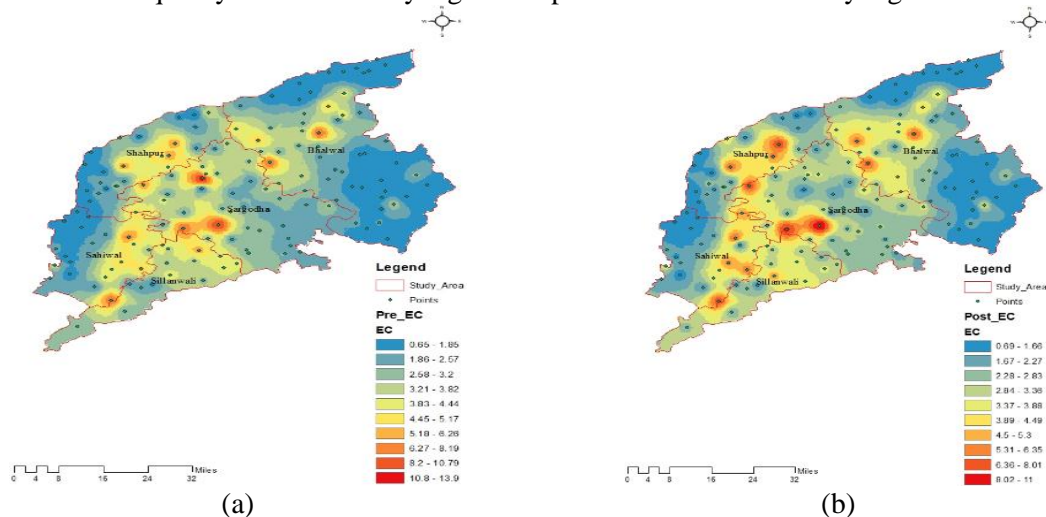 N
W E
S
N
W E
S
Shahpur
Bhalwal
Sargodha
Sahiwal
Sillanwali
Legend
Study_Area
Points
Pre_EC
EC
0.65 - 1.85
1.86 - 2.57
2.58 - 3.2
3.21 - 3.82
3.83 - 4.44
4.45 - 5.17
5.18 - 6.26
6.27 - 8.19
8.2 - 10.79
10.8 - 13.9
Miles
0 4 8 16 24 32
(a)
Shahpur
Bhalwal
Sargodha
Sahiwal
Sillanwali
Legend
Study_Area
Points
Post_EC
EC
0.69 - 1.66
1.67 - 2.27
2.28 - 2.83
2.84 - 3.36
3.37 - 3.88
3.89 - 4.49
4.5 - 5.3
5.31 - 6.35
6.36 - 8.01
8.02 - 11
Miles
0 4 8 16 24 32
(b)